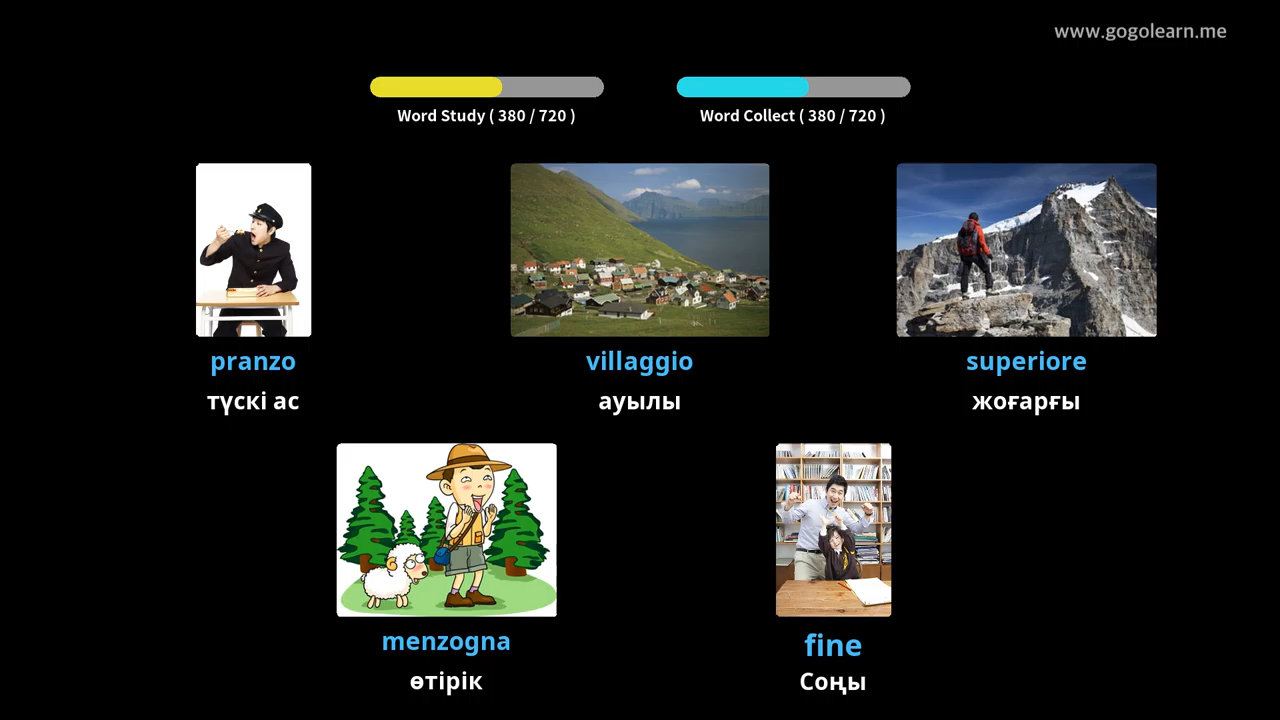 www.gogolearn.me
Word Study ( 380 / 720 )
Word Collect ( 380 / 720 )
pranzo
түскі ас
villaggio
ауылы
superiore
жоғарғы
menzogna
өтірік
fine
Соңы